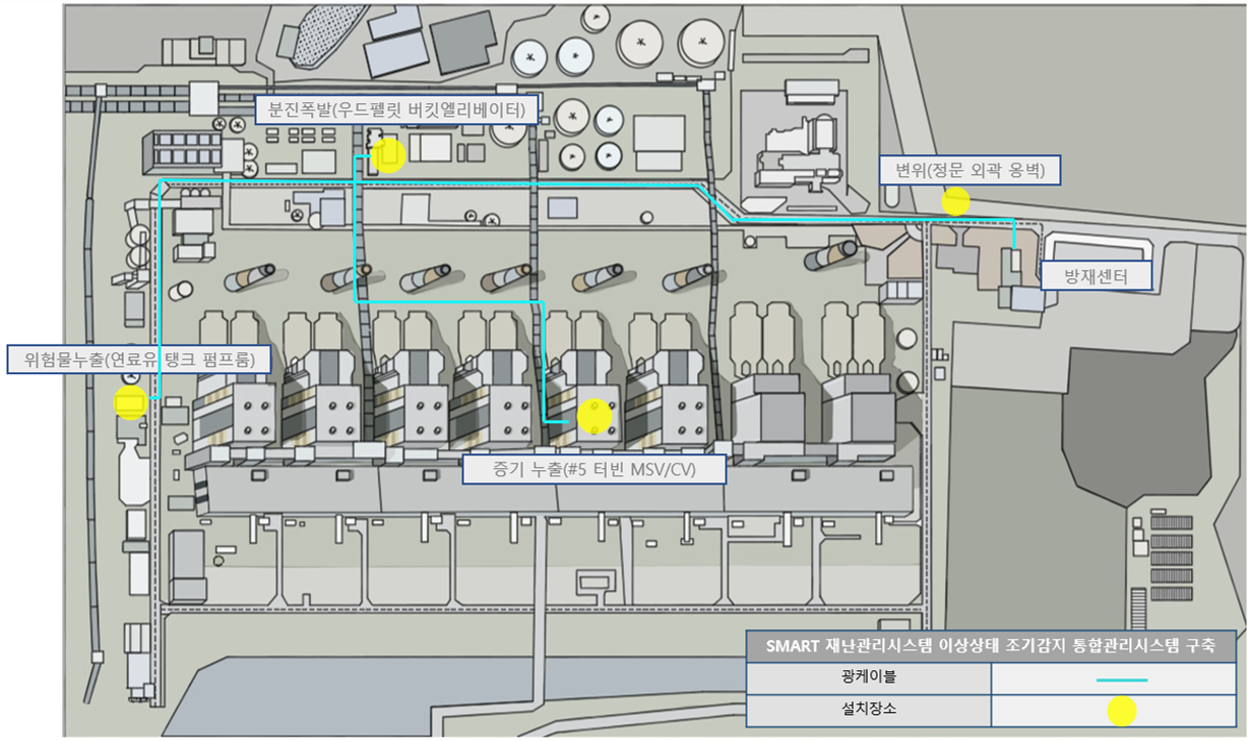 분진폭발(우드펠릿 버킷엘리베이터)
변위(정문 외곽 옹벽)
방재센터
위험물누출(연료유 탱크 펌프룸)
증기 누출(#5 터빈 MSV/CV)
SMART 재난관리시스템 이상상태 조기감지 통합관리시스템 구축
광케이블
설치장소